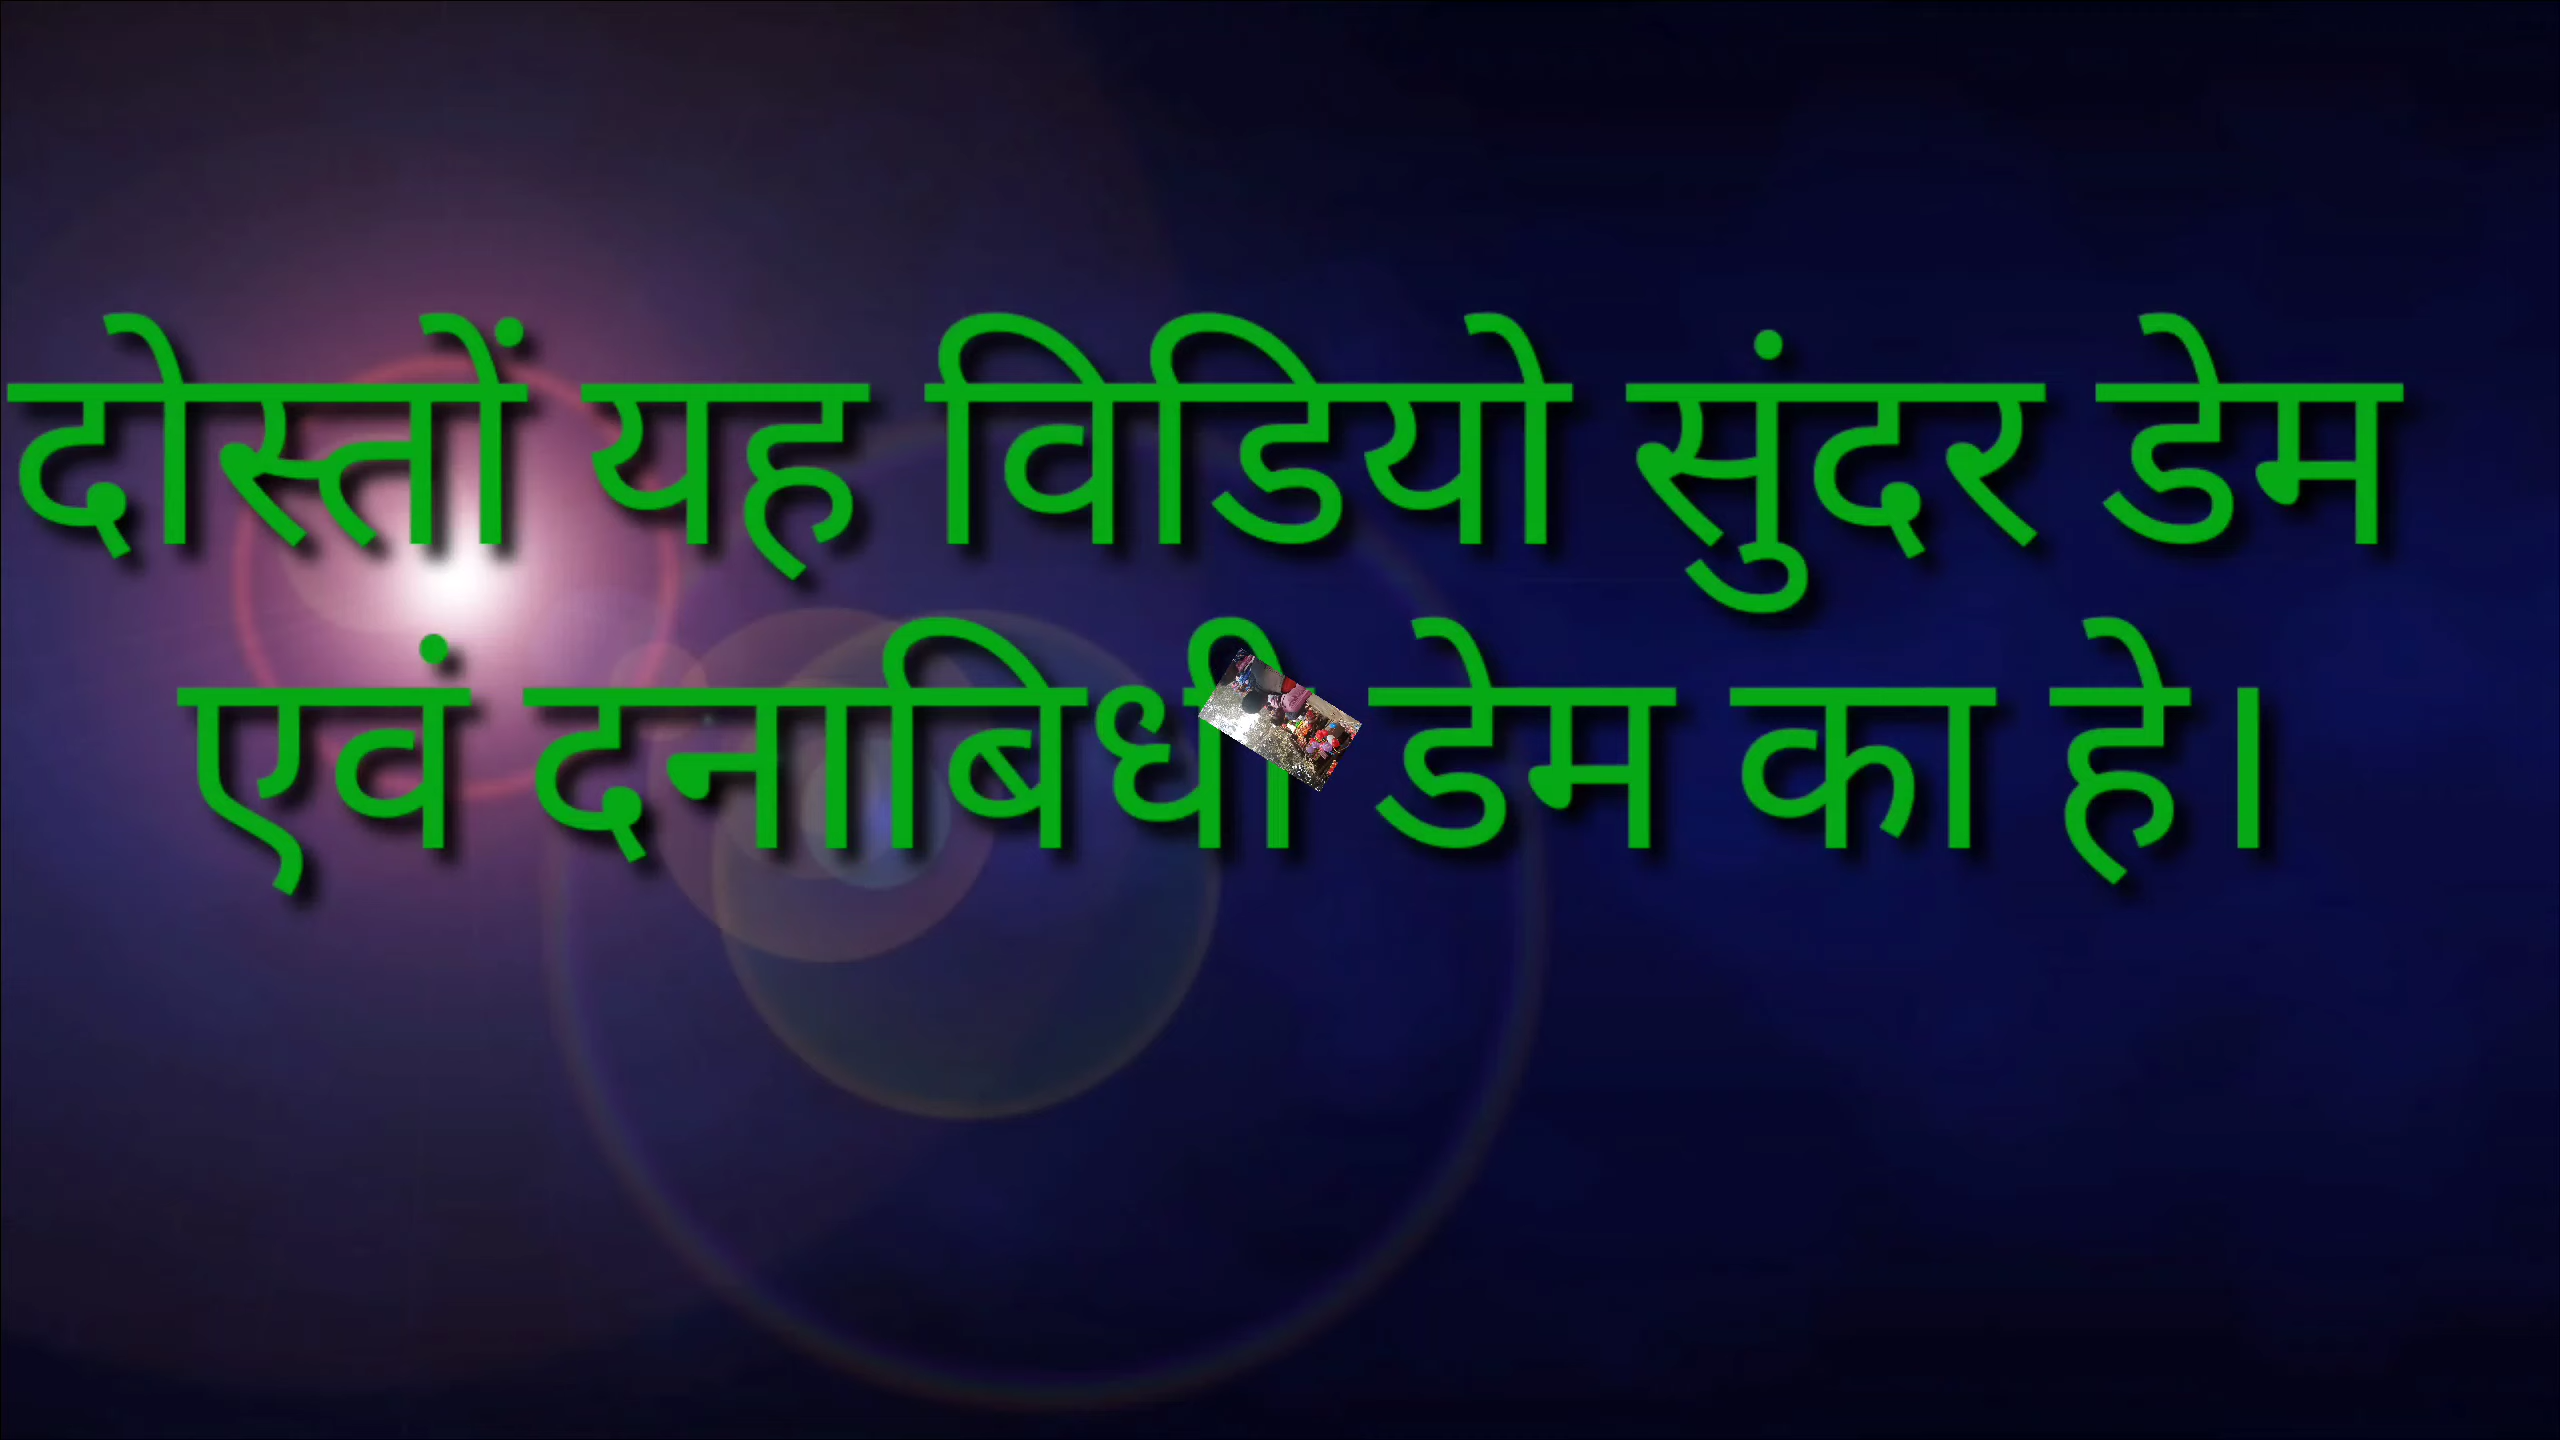 दोस्तों यह विडियो सुंदर डेम
एवं दनाबिधी डेम का हे।